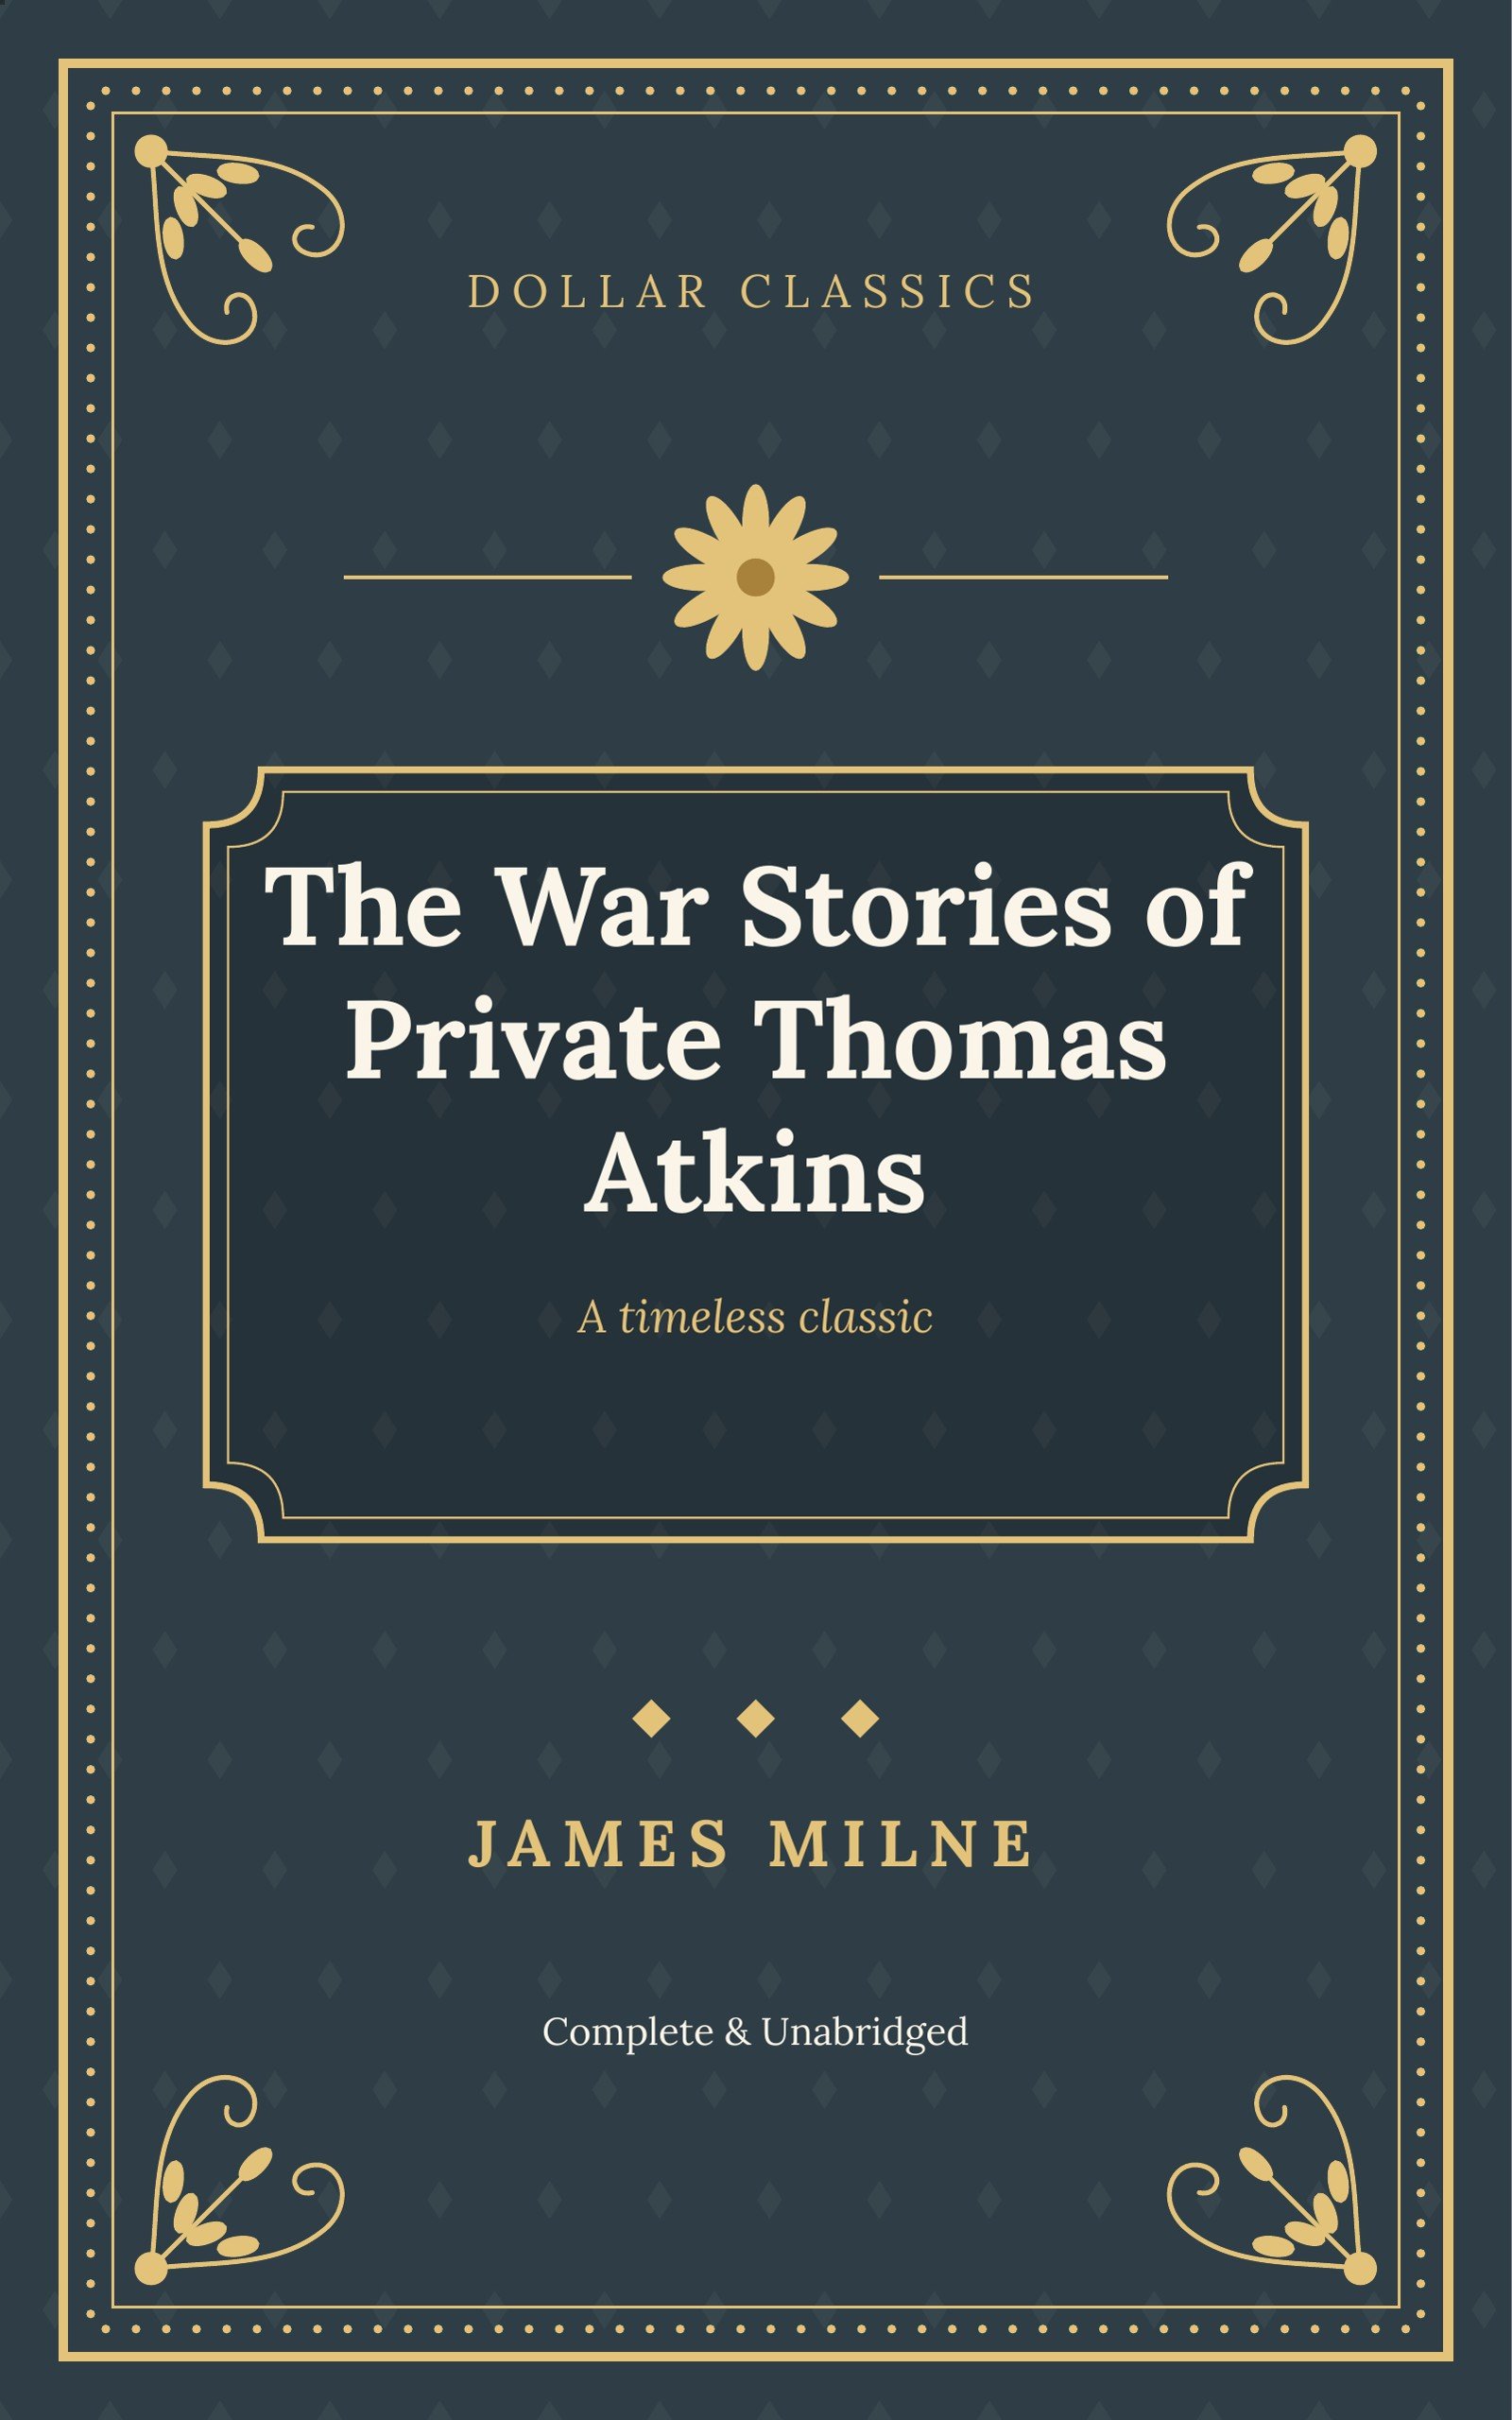 DOLLAR CLASSICS
The War Stories of
Private Thomas
Atkins
A timeless classic
JAMES MILNE
Complete & Unabridged